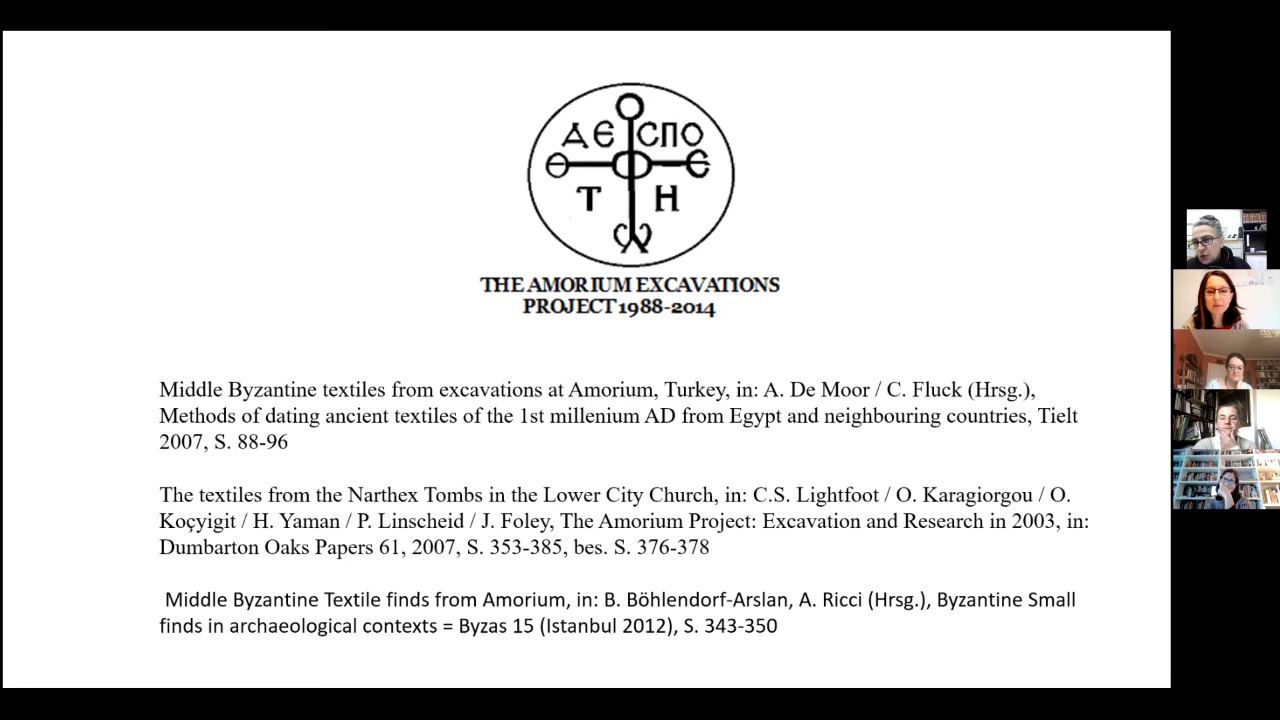 ΔΕ CΠΟ
Θ Φ Є
Τ Η
THE AMORIUM EXCAVATIONS
PROJECT 1988-2014
Middle Byzantine textiles from excavations at Amorium, Turkey, in: A. De Moor / C. Fluck (Hrsg.),
Methods of dating ancient textiles of the 1st millenium AD from Egypt and neighbouring countries, Tielt
2007, S. 88-96
The textiles from the Narthex Tombs in the Lower City Church, in: C.S. Lightfoot / O. Karagiorgou / O.
Koçyigit / H. Yaman / P. Linscheid / J. Foley, The Amorium Project: Excavation and Research in 2003, in:
Dumbarton Oaks Papers 61, 2007, S. 353-385, bes. S. 376-378
Middle Byzantine Textile finds from Amorium, in: B. Böhlendorf-Arslan, A. Ricci (Hrsg.), Byzantine Small
finds in archaeological contexts = Byzas 15 (Istanbul 2012), S. 343-350